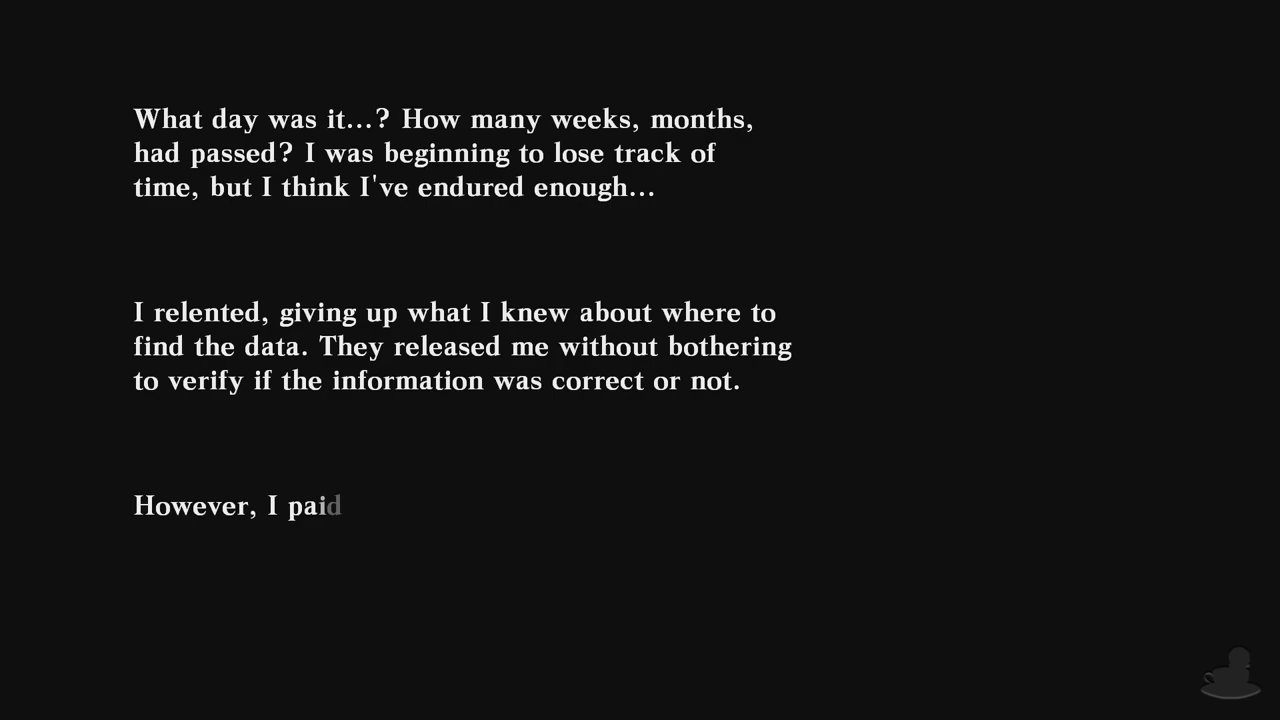 What day was it...? How many weeks, months,
had passed? I was beginning to lose track of
time, but I think I've endured enough...
I relented, giving up what I knew about where to
find the data. They released me without bothering
to verify if the information was correct or not.
However, I paid